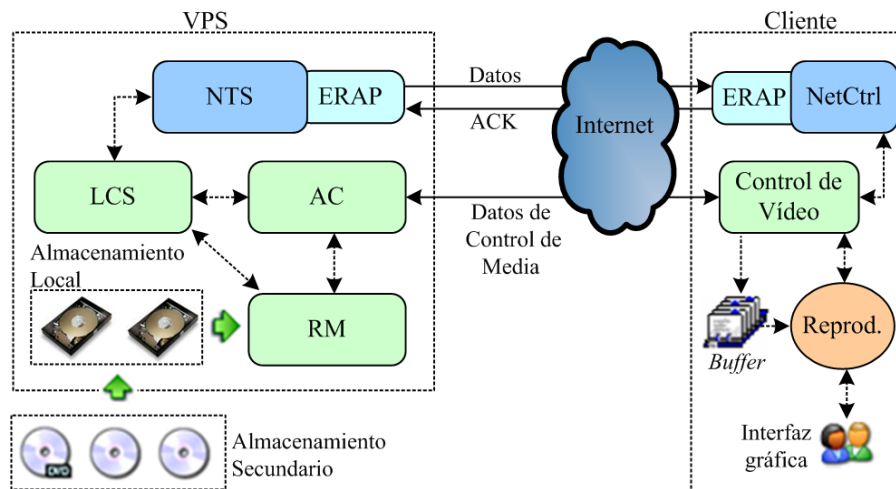 VPS
Cliente
NTS
ERAP
Datos
ACK
Internet
ERAP
NetCtrl
LCS
AC
Datos de
Control de
Media
Control de
Vídeo
Almacenamiento
Local
RM
Buffer
Reprod.
DVD
Almacenamiento
Secundario
Interfaz
gráfica